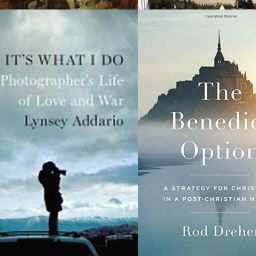 IT'S WHAT I DO
Photographer's Life
of Love and War
Lynsey Addario
The
Benedic
Option
A STRATEGY FOR CHRIST
IN A POST-CHRISTIAN N
Rod Dreher